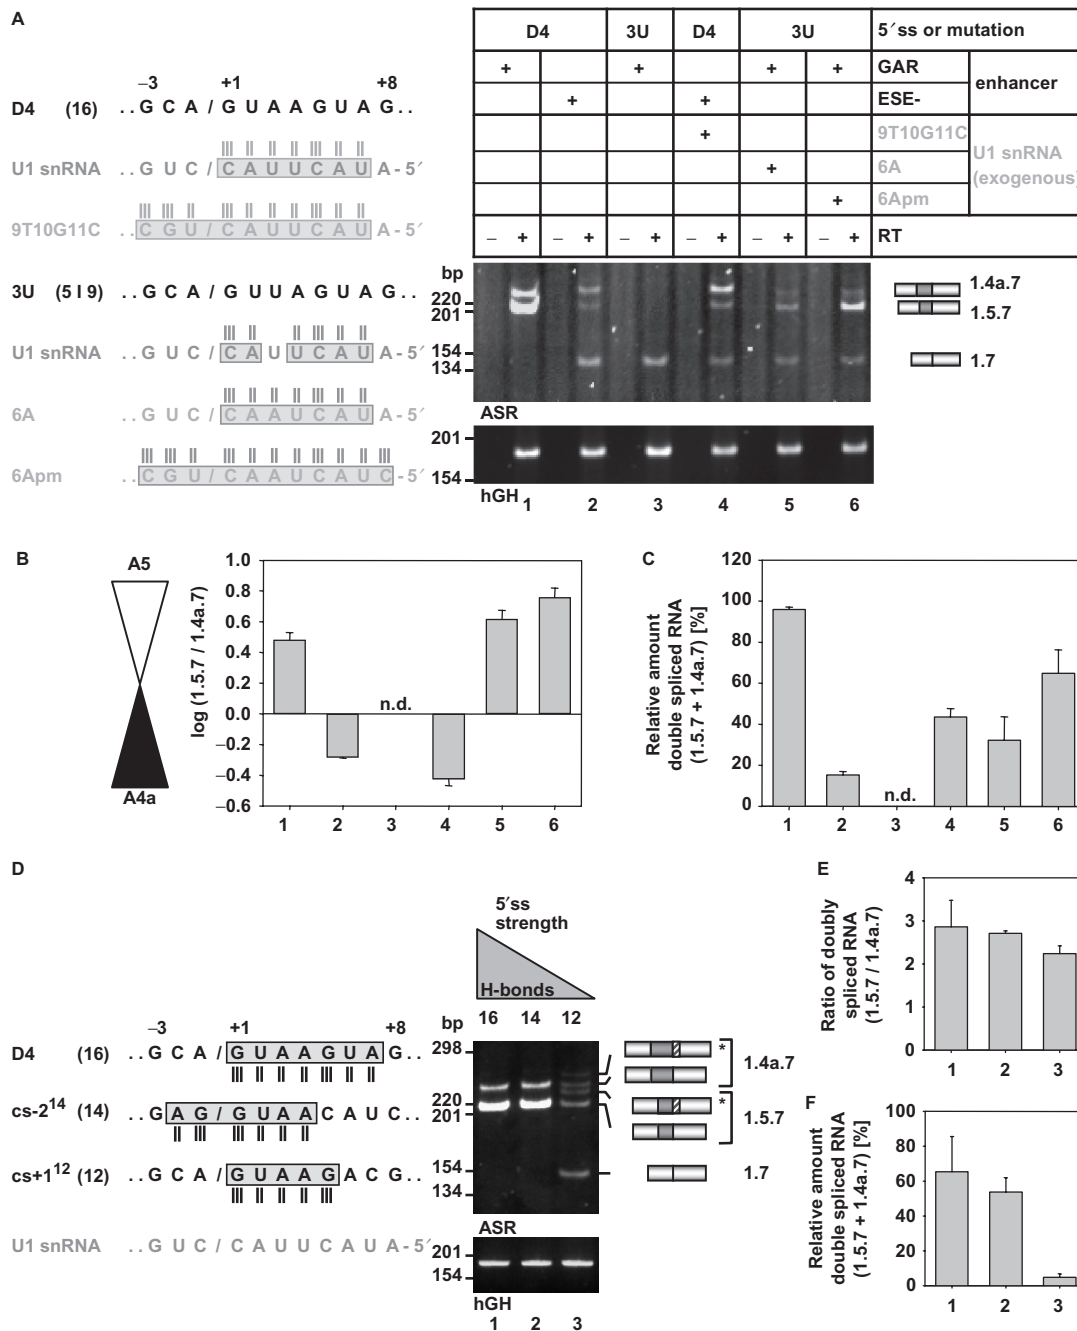 A
D4 3U D4 3U 5´ss or mutation
+ + + + GAR enhancer
+ + ESE-
+ 9T10G11C U1 snRNA (exogenous)
+ 6A
+ 6Apm
– + – + – + – + – + – + RT
–3 +1 +8
D4 (16) ..G C A / G U A A G U A G..
U1 snRNA ..G U C / C A U U C A U A-5´
9T10G11C ..C G U / C A U U C A U A-5´
3U (5 I 9) ..G C A / G U U A G U A G..
U1 snRNA ..G U C / C A U U C A U A-5´
6A ..G U C / C A A U C A U A-5´
6Apm ..C G U / C A A U C A U C-5´
bp
220
201
154
134
ASR
1.4a.7
1.5.7
1.7
201
154
hGH
1 2 3 4 5 6
B
A5
A4a
log (1.5.7 / 1.4a.7)
1.0
0.8
0.6
0.4
0.2
0.0
–0.2
–0.4
–0.6
n.d.
1 2 3 4 5 6
C
Relative amount
double spliced RNA
(1.5.7 + 1.4a.7) [%]
120
100
80
60
40
20
0
n.d.
1 2 3 4 5 6
D
5´ss
strength
H-bonds
16 14 12
–3 +1 +8
D4 (16) ..G C A / G U A A G U A G..
cs-2¹⁴ (14) ..G A G / G U A A C A U C..
cs+1¹² (12) ..G C A / G U A A G A C G..
U1 snRNA ..G U C / C A U U C A U A-5´
bp
298
220
201
154
134
ASR
*
1.4a.7
*
1.5.7
1.7
201
154
hGH
1 2 3
E
Ratio of doubly
spliced RNA
(1.5.7 / 1.4a.7)
4
3
2
1
0
1 2 3
F
Relative amount
double spliced RNA
(1.5.7 + 1.4a.7) [%]
100
80
60
40
20
0
1 2 3